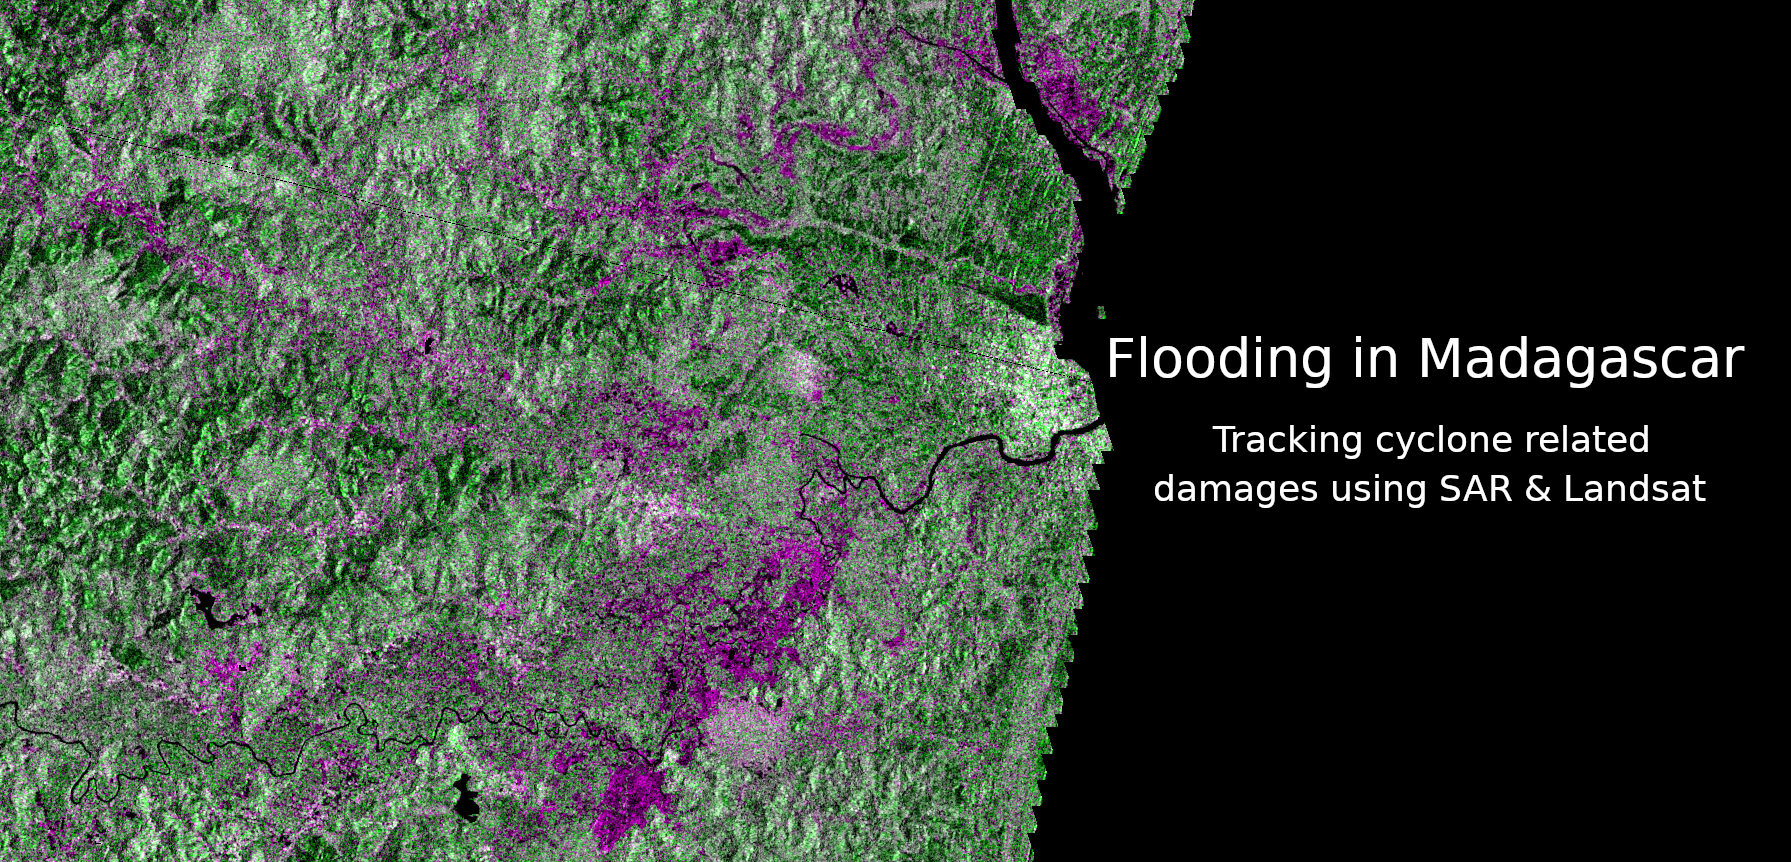 Flooding in Madagascar
Tracking cyclone related
damages using SAR & Landsat